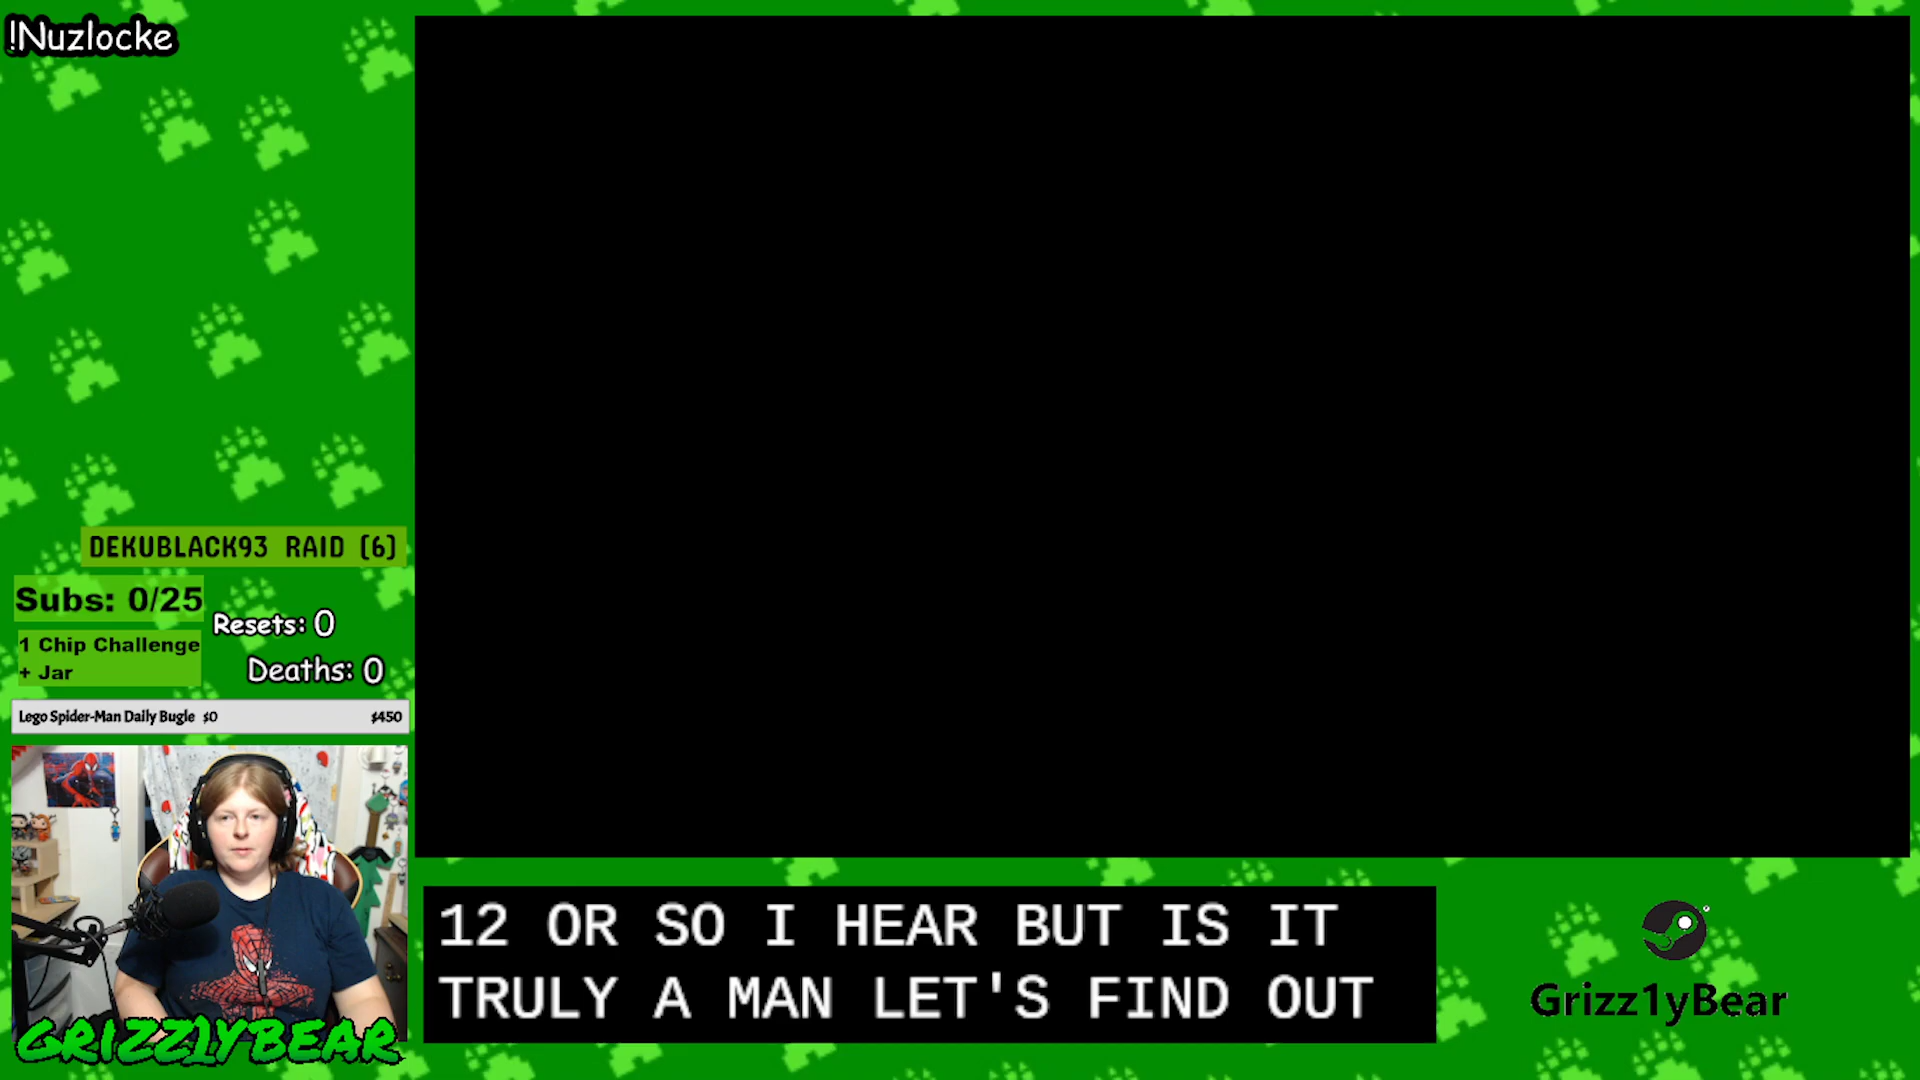 !Nuzlocke
DEKUBLACK93 RAID (6)
Subs: 0/25
Resets: 0
1 Chip Challenge
+ Jar
Deaths: 0
Lego Spider-Man Daily Bugle $0 $450
GRIZZ1YBEAR
12 OR SO I HEAR BUT IS IT
TRULY A MAN LET'S FIND OUT
Grizz1yBear